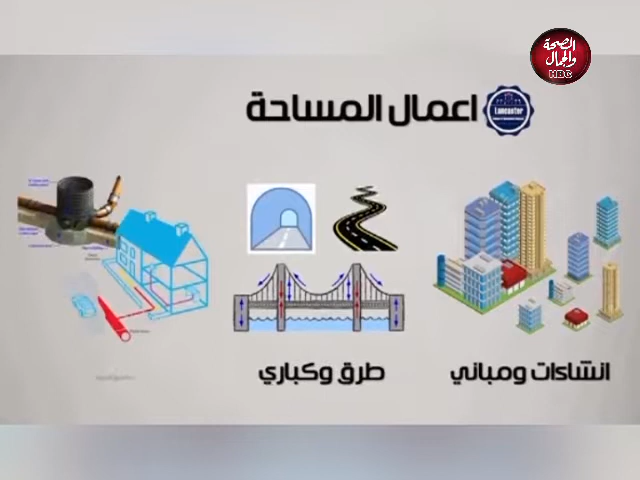 الصحة
والجمال
HBC
اعمال المساحة
Lancaster
طرق وكباري
انشاءات ومباني